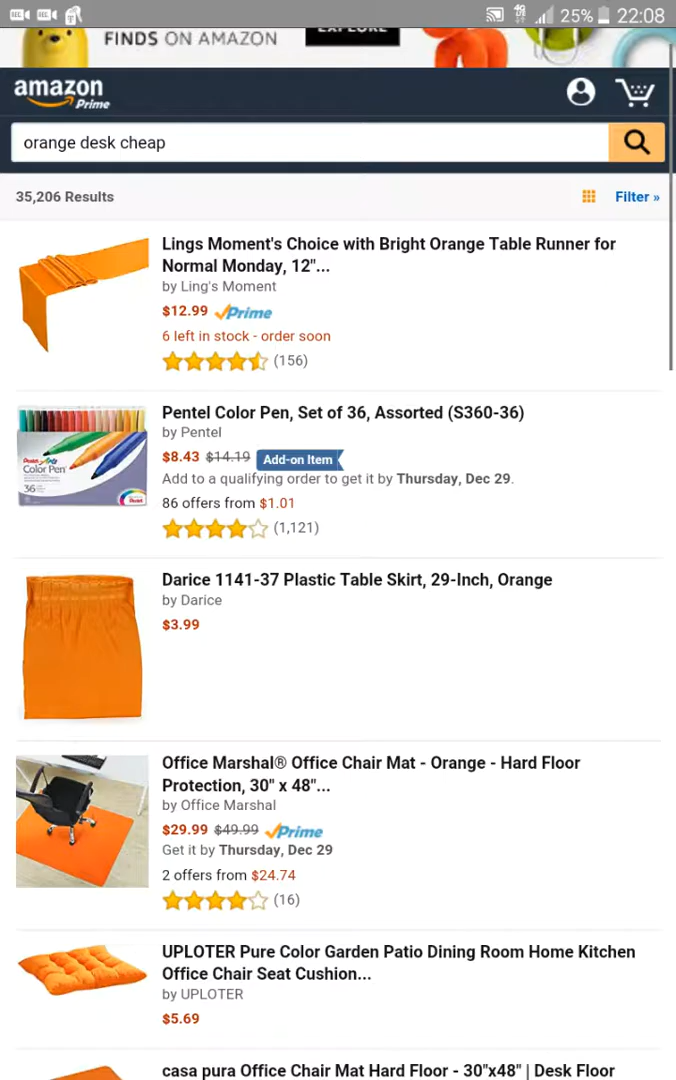 REC REC T 4G 25% 22:08
FINDS ON AMAZON
amazon
Prime
orange desk cheap
35,206 Results
Filter »
Lings Moment's Choice with Bright Orange Table Runner for
Normal Monday, 12"...
by Ling's Moment
$12.99 Prime
6 left in stock - order soon
(156)
Pentel Color Pen, Set of 36, Assorted (S360-36)
by Pentel
Color Pen
36
Pentel
$8.43 $14.19 Add-on Item
Add to a qualifying order to get it by Thursday, Dec 29.
86 offers from $1.01
(1,121)
Darice 1141-37 Plastic Table Skirt, 29-Inch, Orange
by Darice
$3.99
Office Marshal® Office Chair Mat - Orange - Hard Floor
Protection, 30" x 48"...
by Office Marshal
$29.99 $49.99 Prime
Get it by Thursday, Dec 29
2 offers from $24.74
(16)
UPLOTER Pure Color Garden Patio Dining Room Home Kitchen
Office Chair Seat Cushion...
by UPLOTER
$5.69
casa pura Office Chair Mat Hard Floor - 30"x48" | Desk Floor